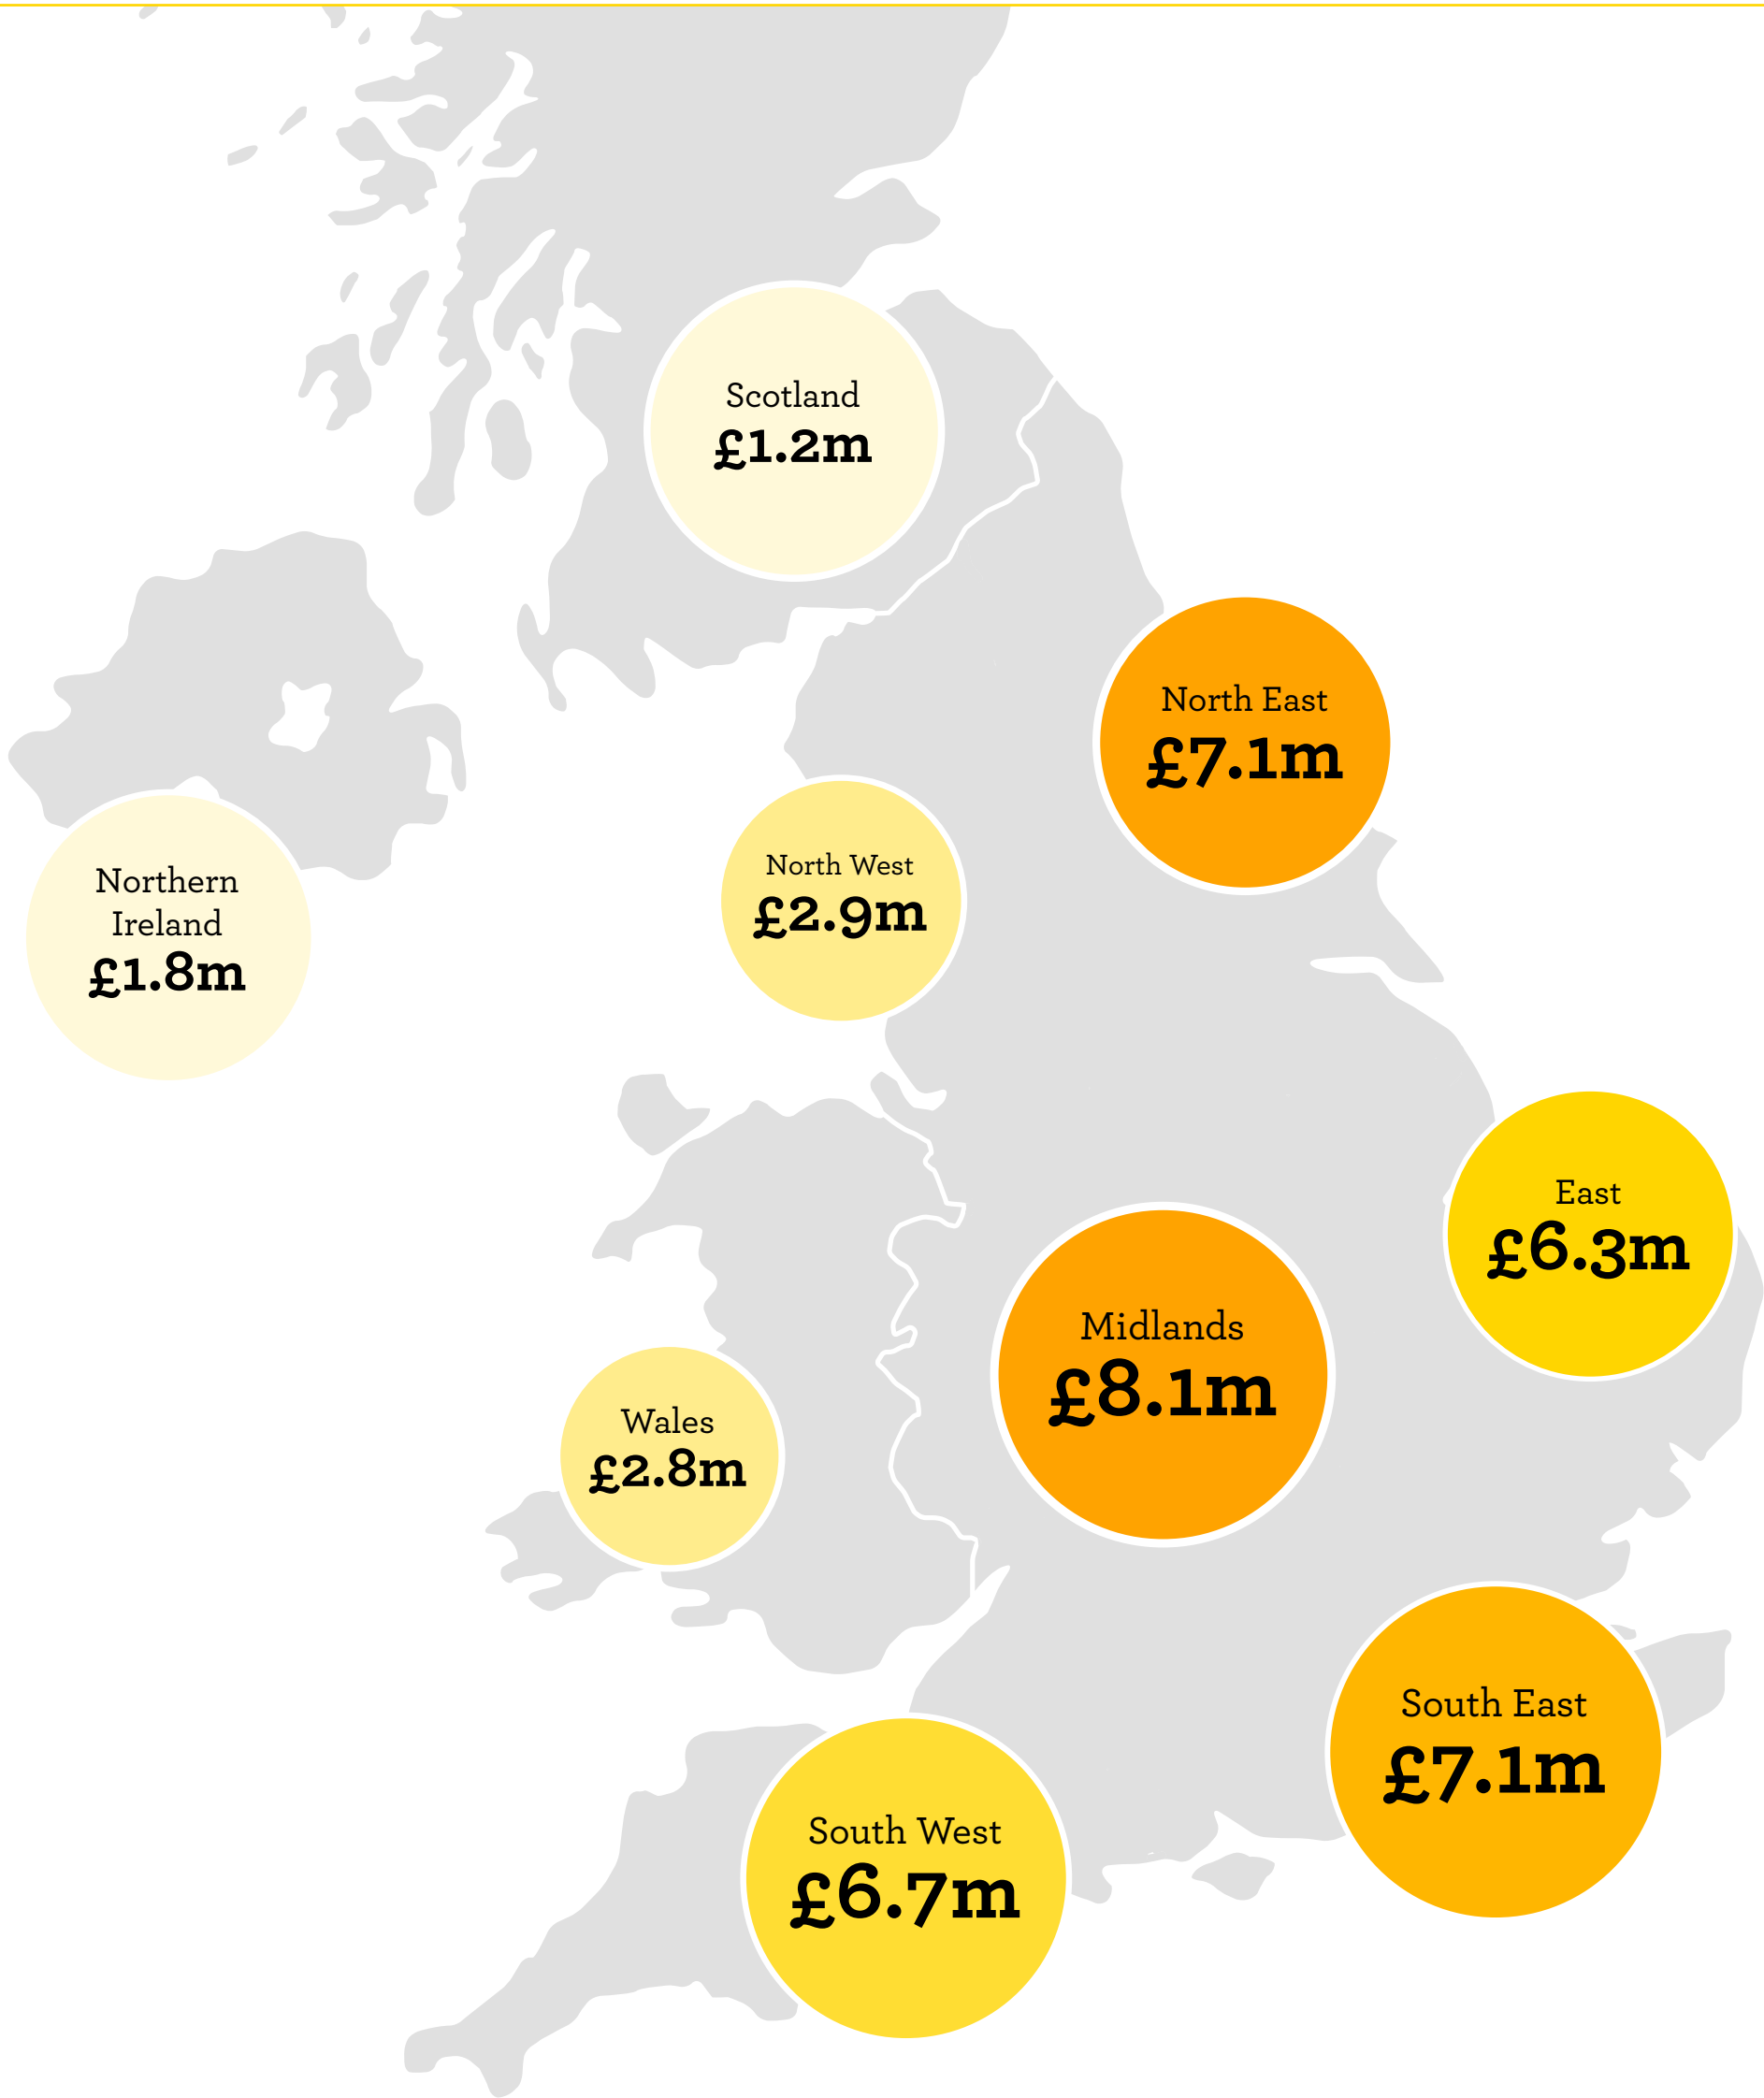 Scotland
£1.2m
North East
£7.1m
North West
£2.9m
Northern
Ireland
£1.8m
East
£6.3m
Midlands
£8.1m
Wales
£2.8m
South East
£7.1m
South West
£6.7m